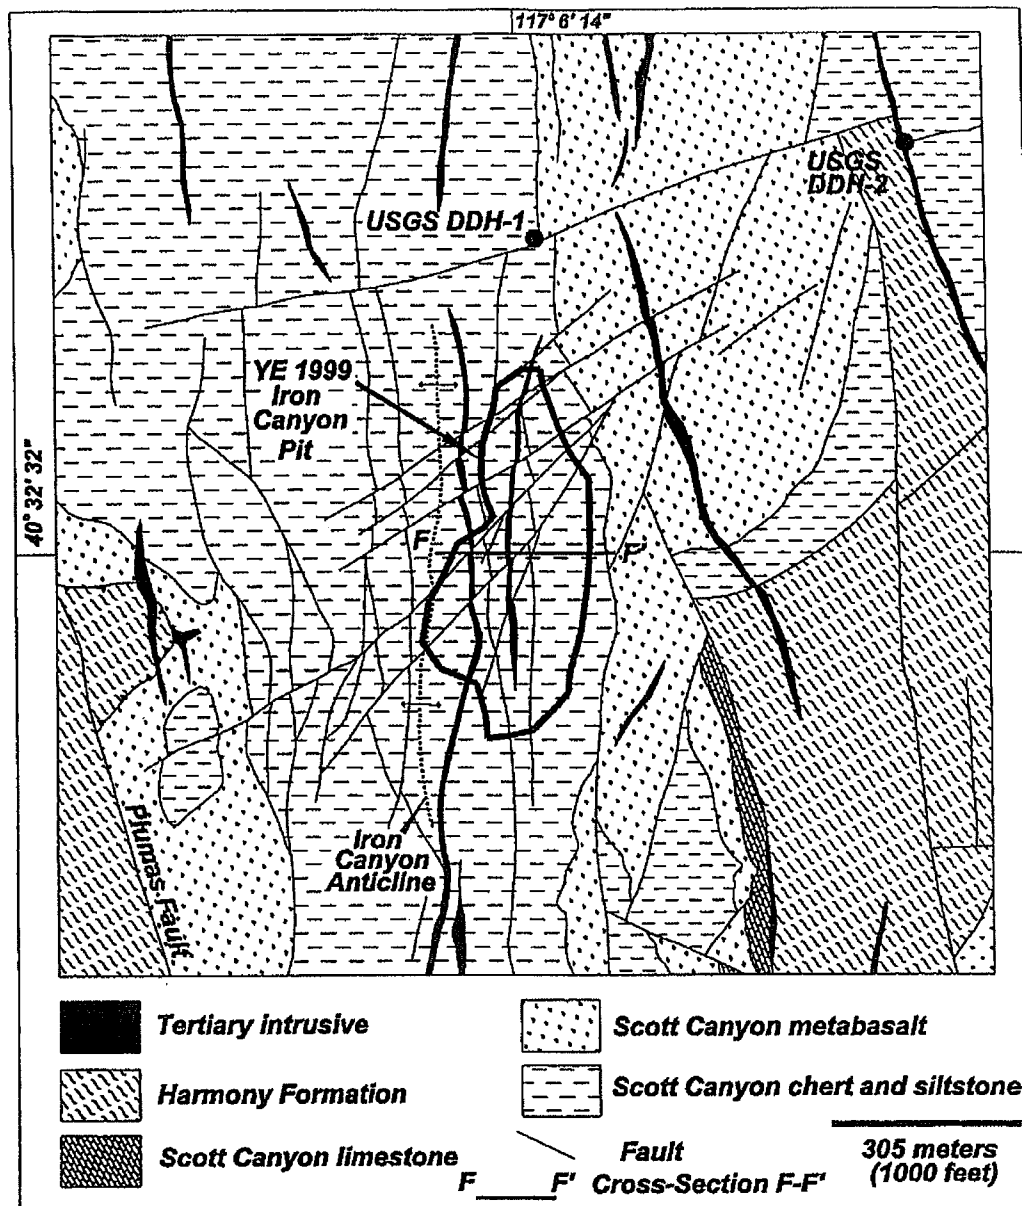 117° 6' 14"
USGS
DDH-2
USGS DDH-1
YE 1999
Iron
Canyon
Pit
40° 32' 32"
F
F'
Iron
Canyon
Anticline
Plumas Fault
Tertiary intrusive
Scott Canyon metabasalt
Harmony Formation
Scott Canyon chert and siltstone
Scott Canyon limestone
Fault
305 meters
(1000 feet)
F F' Cross-Section F-F'